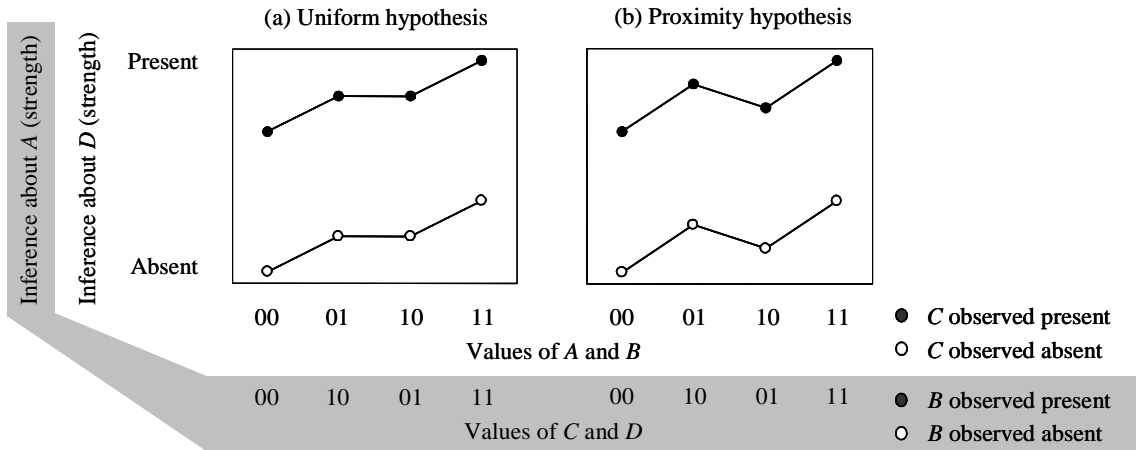 (a) Uniform hypothesis
(b) Proximity hypothesis
Inference about A (strength)
Inference about D (strength)
Present
Absent
00 01 10 11
00 01 10 11
Values of A and B
C observed present
C observed absent
00 10 01 11
00 10 01 11
Values of C and D
B observed present
B observed absent